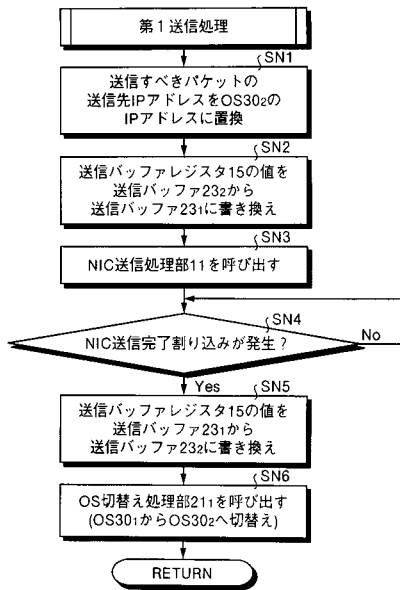 第1送信処理
SN1
送信すべきパケットの
送信先IPアドレスをOS30₂の
IPアドレスに置換
SN2
送信バッファレジスタ15の値を
送信バッファ23₂から
送信バッファ23₁に書き換え
SN3
NIC送信処理部11を呼び出す
SN4
NIC送信完了割り込みが発生？
No
Yes
SN5
送信バッファレジスタ15の値を
送信バッファ23₁から
送信バッファ23₂に書き換え
SN6
OS切替え処理部21₁を呼び出す
(OS30₁からOS30₂へ切替え)
RETURN